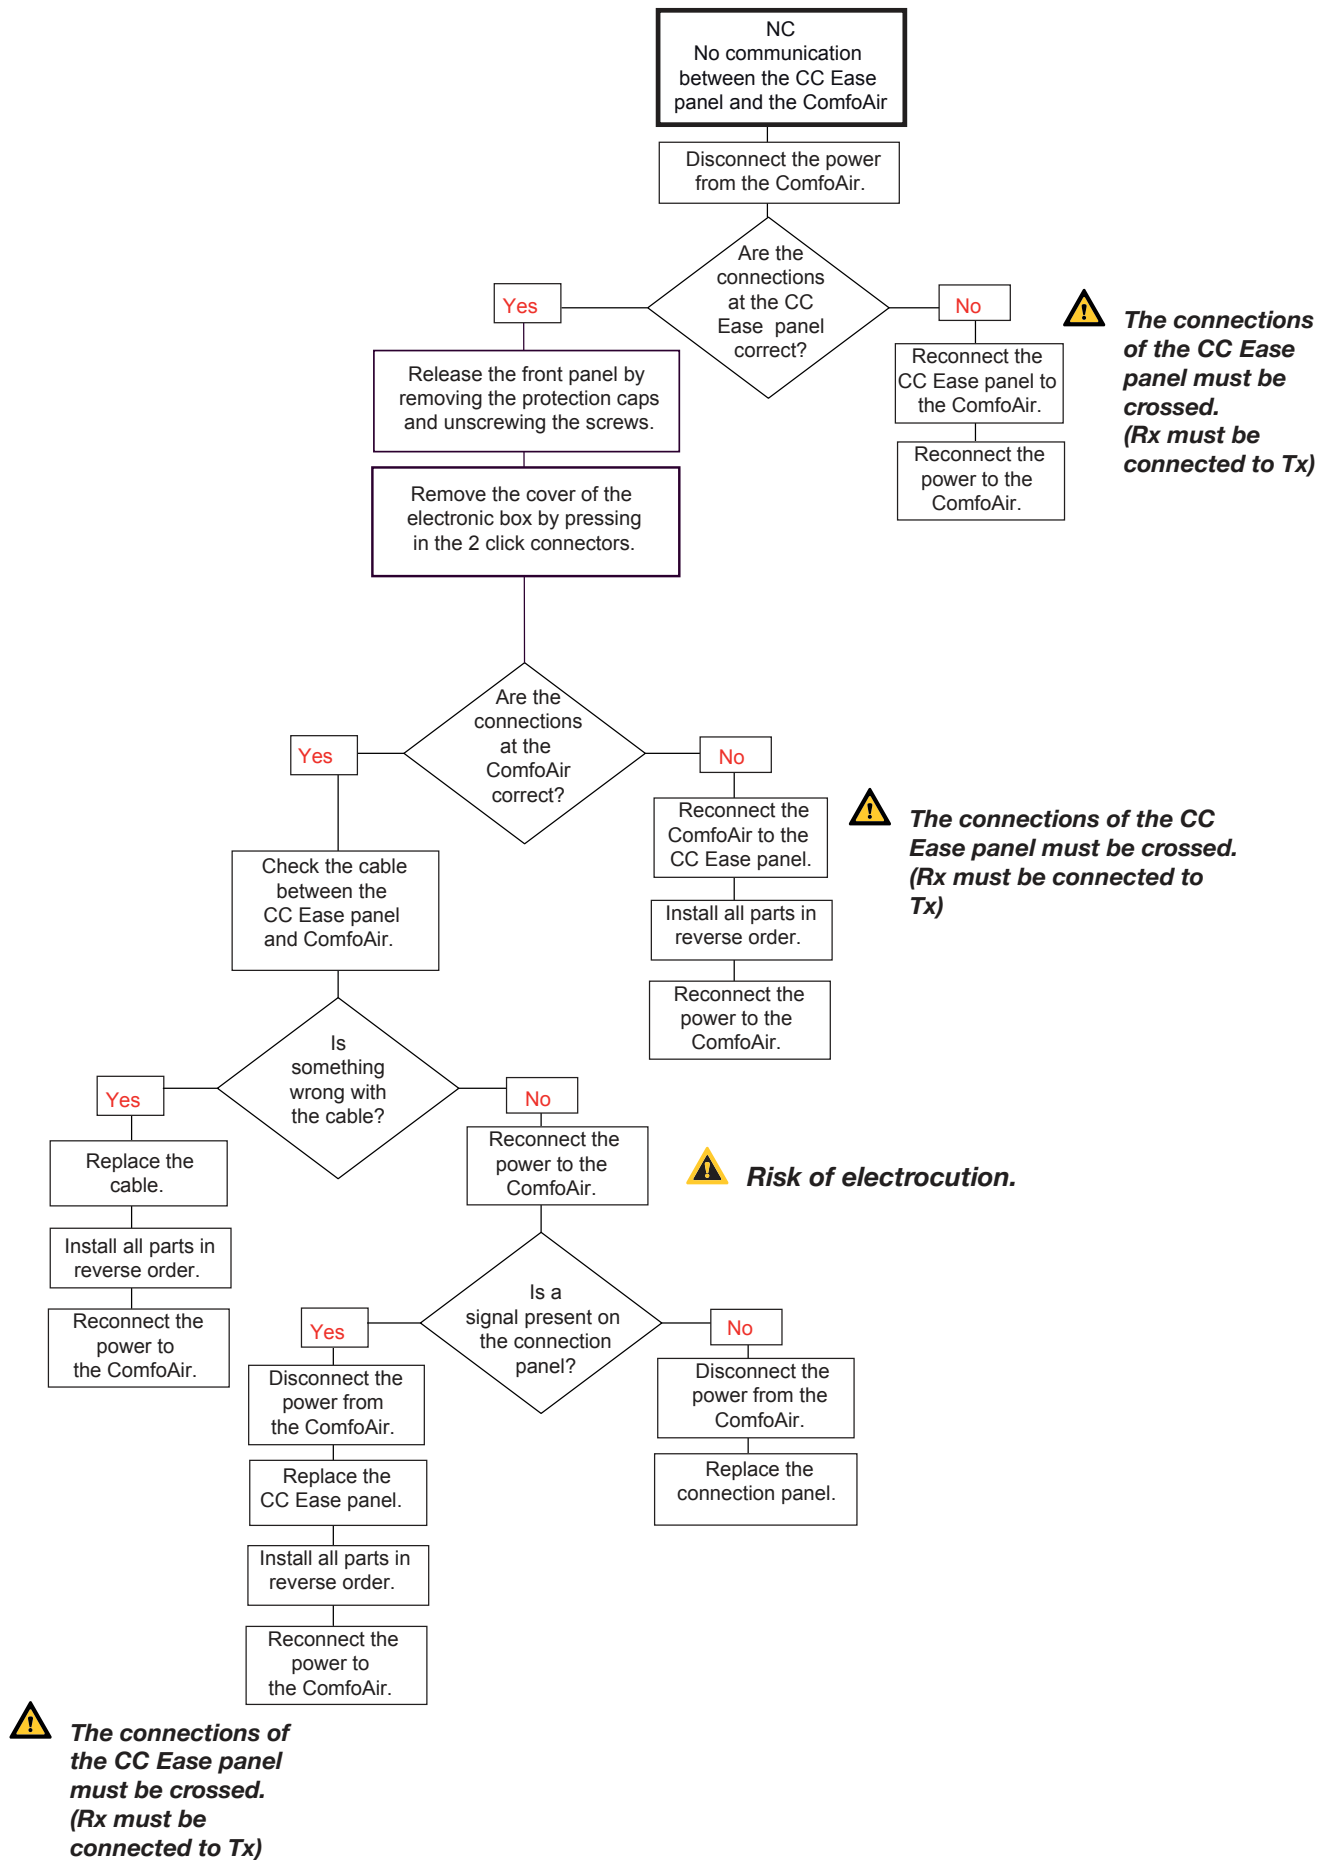 NC
No communication
between the CC Ease
panel and the ComfoAir
Disconnect the power
from the ComfoAir.
Are the
connections
at the CC
Ease panel
correct?
Yes
No
The connections
of the CC Ease
panel must be
crossed.
(Rx must be
connected to Tx)
Release the front panel by
removing the protection caps
and unscrewing the screws.
Reconnect the
CC Ease panel to
the ComfoAir.
Reconnect the
power to the
ComfoAir.
Remove the cover of the
electronic box by pressing
in the 2 click connectors.
Are the
connections
at the
ComfoAir
correct?
Yes
No
Reconnect the
ComfoAir to the
CC Ease panel.
The connections of the CC
Ease panel must be crossed.
(Rx must be connected to
Tx)
Install all parts in
reverse order.
Reconnect the
power to the
ComfoAir.
Check the cable
between the
CC Ease panel
and ComfoAir.
Is
something
wrong with
the cable?
Yes
No
Replace the
cable.
Install all parts in
reverse order.
Reconnect the
power to
the ComfoAir.
Reconnect the
power to the
ComfoAir.
Risk of electrocution.
Is a
signal present on
the connection
panel?
Yes
No
Disconnect the
power from
the ComfoAir.
Replace the
CC Ease panel.
Install all parts in
reverse order.
Reconnect the
power to
the ComfoAir.
Disconnect the
power from the
ComfoAir.
Replace the
connection panel.
The connections of
the CC Ease panel
must be crossed.
(Rx must be
connected to Tx)